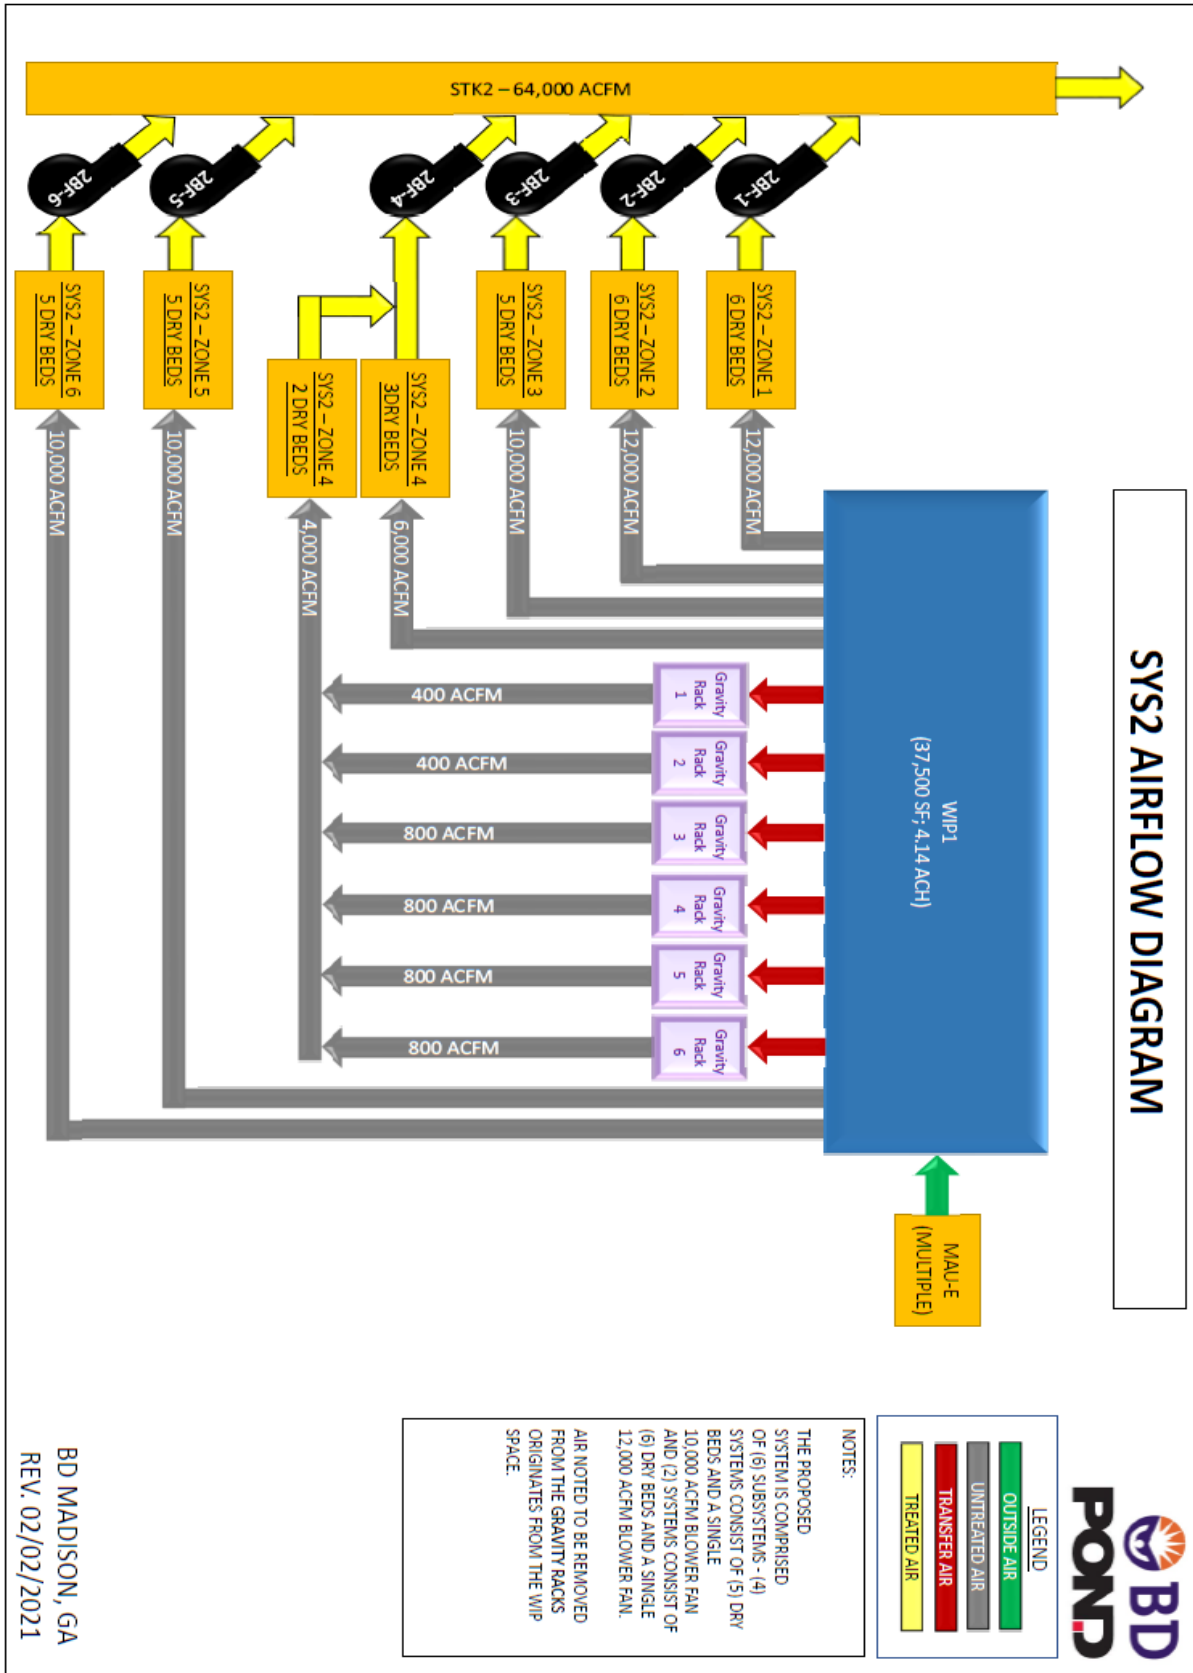 SYS2 AIRFLOW DIAGRAM
BD
POND
LEGEND
OUTSIDE AIR
UNTREATED AIR
TRANSFER AIR
TREATED AIR
NOTES:
THE PROPOSED
SYSTEM IS COMPRISED
OF (6) SUBSYSTEMS - (4)
SYSTEMS CONSIST OF (5) DRY
BEDS AND A SINGLE
10,000 ACFM BLOWER FAN
AND (2) SYSTEMS CONSIST OF
(6) DRY BEDS AND A SINGLE
12,000 ACFM BLOWER FAN.
AIR NOTED TO BE REMOVED
FROM THE GRAVITY RACKS
ORIGINATES FROM THE WIP
SPACE.
MAU-E
(MULTIPLE)
WIP1
(37,500 SF; 4.14 ACH)
Gravity
Rack
1
Gravity
Rack
2
Gravity
Rack
3
Gravity
Rack
4
Gravity
Rack
5
Gravity
Rack
6
400 ACFM
400 ACFM
800 ACFM
800 ACFM
800 ACFM
800 ACFM
12,000 ACFM
12,000 ACFM
10,000 ACFM
6,000 ACFM
4,000 ACFM
10,000 ACFM
10,000 ACFM
SYS2 – ZONE 1
6 DRY BEDS
SYS2 – ZONE 2
6 DRY BEDS
SYS2 – ZONE 3
5 DRY BEDS
SYS2 – ZONE 4
3DRY BEDS
SYS2 – ZONE 4
2 DRY BEDS
SYS2 – ZONE 5
5 DRY BEDS
SYS2 – ZONE 6
5 DRY BEDS
2BF-1
2BF-2
2BF-3
2BF-4
2BF-5
2BF-6
STK2 – 64,000 ACFM
BD MADISON, GA
REV. 02/02/2021